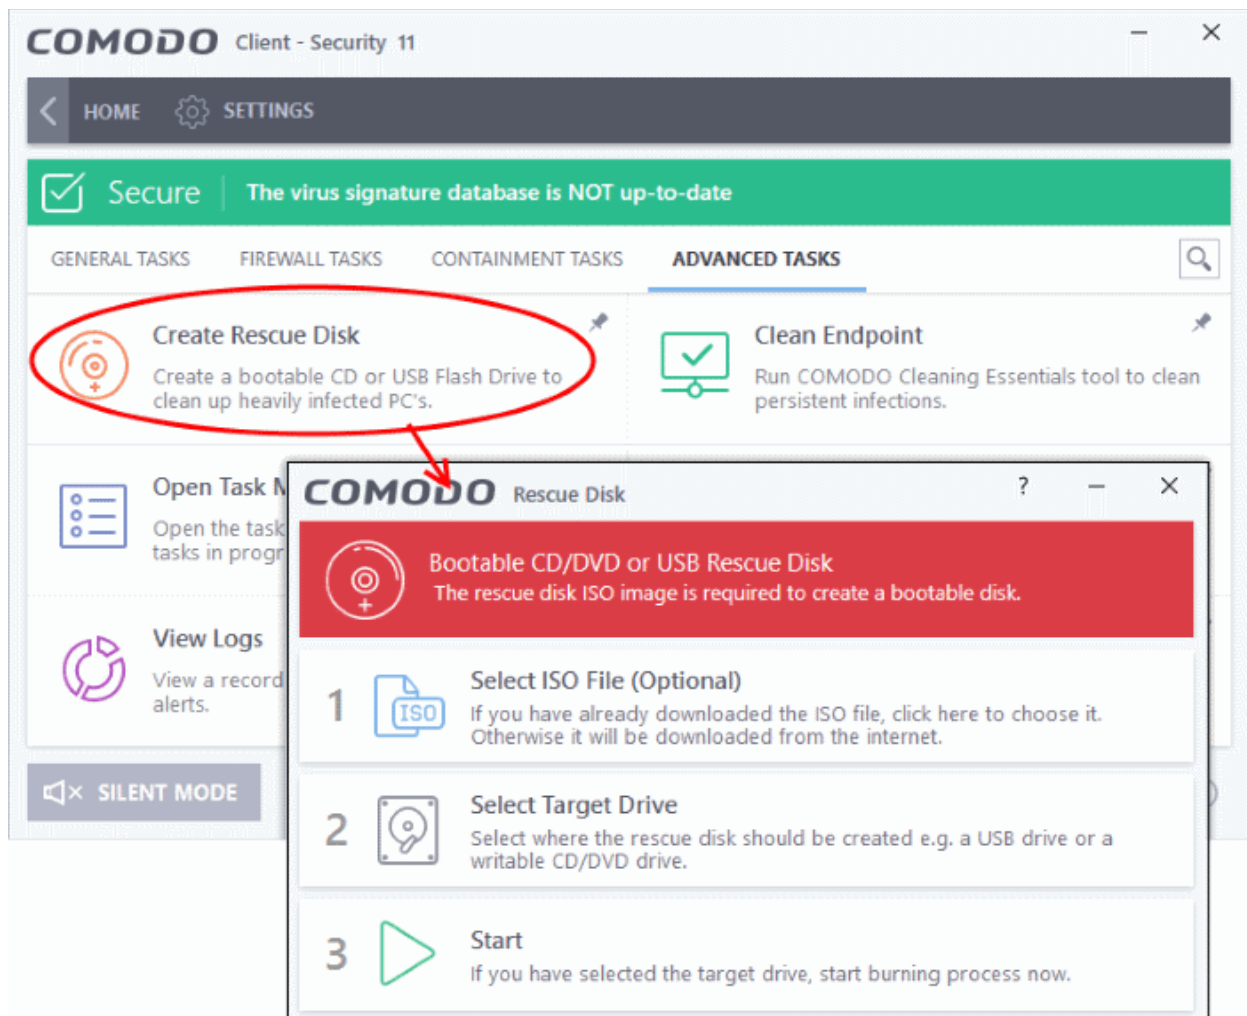 COMODO Client - Security 11
HOME SETTINGS
Secure The virus signature database is NOT up-to-date
GENERAL TASKS FIREWALL TASKS CONTAINMENT TASKS ADVANCED TASKS
Create Rescue Disk
Create a bootable CD or USB Flash Drive to
clean up heavily infected PC's.
Clean Endpoint
Run COMODO Cleaning Essentials tool to clean
persistent infections.
Open Task M
Open the task
tasks in progr
View Logs
View a record
alerts.
SILENT MODE
COMODO Rescue Disk ?
Bootable CD/DVD or USB Rescue Disk
The rescue disk ISO image is required to create a bootable disk.
1 ISO Select ISO File (Optional)
If you have already downloaded the ISO file, click here to choose it.
Otherwise it will be downloaded from the internet.
2 Select Target Drive
Select where the rescue disk should be created e.g. a USB drive or a
writable CD/DVD drive.
3 Start
If you have selected the target drive, start burning process now.